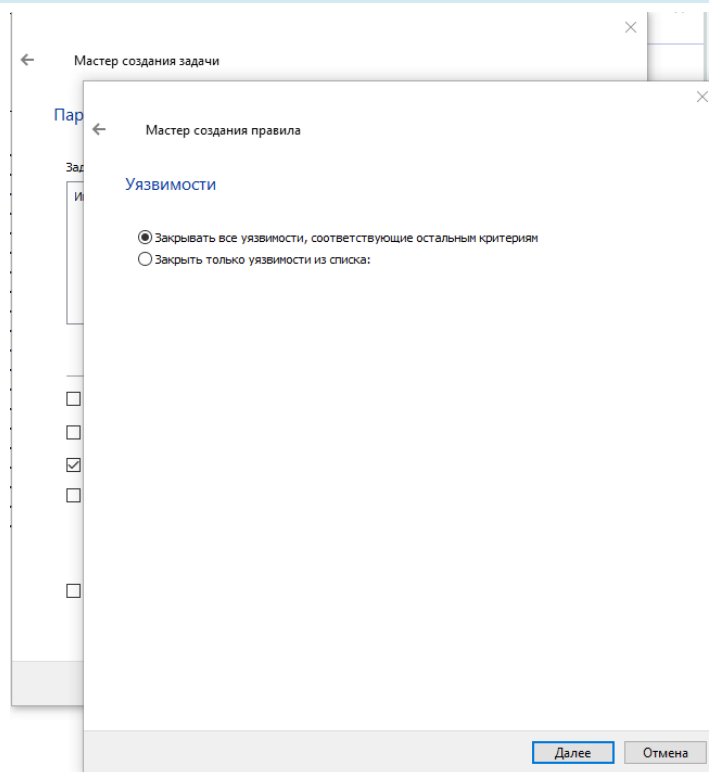 Мастер создания задачи
Мастер создания правила
Уязвимости
Закрывать все уязвимости, соответствующие остальным критериям
Закрыть только уязвимости из списка:
Далее
Отмена